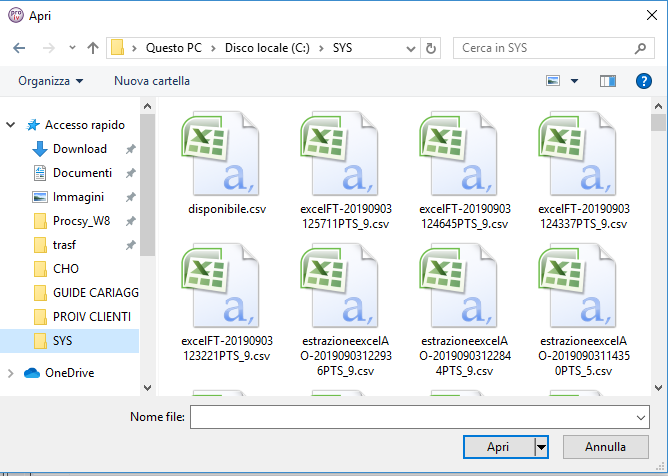 Apri
Questo PC > Disco locale (C:) > SYS
Cerca in SYS
Organizza
Nuova cartella
Accesso rapido
Download
Documenti
Immagini
Procsy_W8
trasf
CHO
GUIDE CARIAGG
PROIV CLIENTI
SYS
OneDrive
disponibile.csv
excelFT-20190903
125711PTS_9.csv
excelFT-20190903
124645PTS_9.csv
excelFT-20190903
124337PTS_9.csv
excelFT-20190903
123221PTS_9.csv
estrazioneexcelA
O-2019090312293
6PTS_9.csv
estrazioneexcelA
O-2019090312284
4PTS_9.csv
estrazioneexcelA
O-2019090311435
0PTS_5.csv
Nome file:
Apri
Annulla